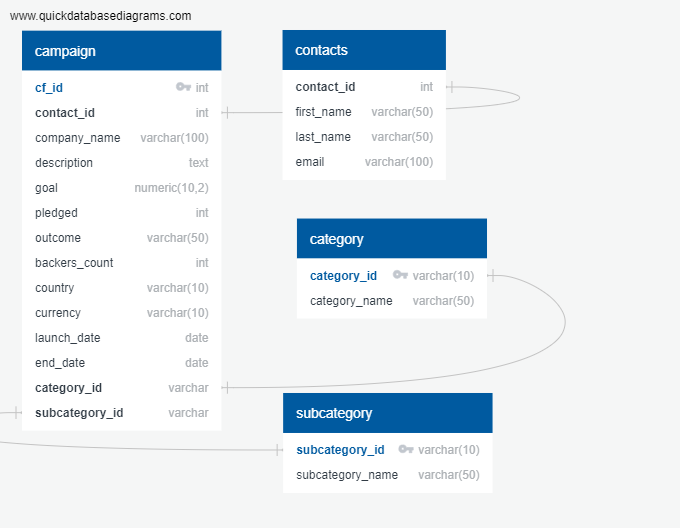 www.quickdatabasediagrams.com
campaign
cf_id int
contact_id int
company_name varchar(100)
description text
goal numeric(10,2)
pledged int
outcome varchar(50)
backers_count int
country varchar(10)
currency varchar(10)
launch_date date
end_date date
category_id varchar
subcategory_id varchar
contacts
contact_id int
first_name varchar(50)
last_name varchar(50)
email varchar(100)
category
category_id varchar(10)
category_name varchar(50)
subcategory
subcategory_id varchar(10)
subcategory_name varchar(50)